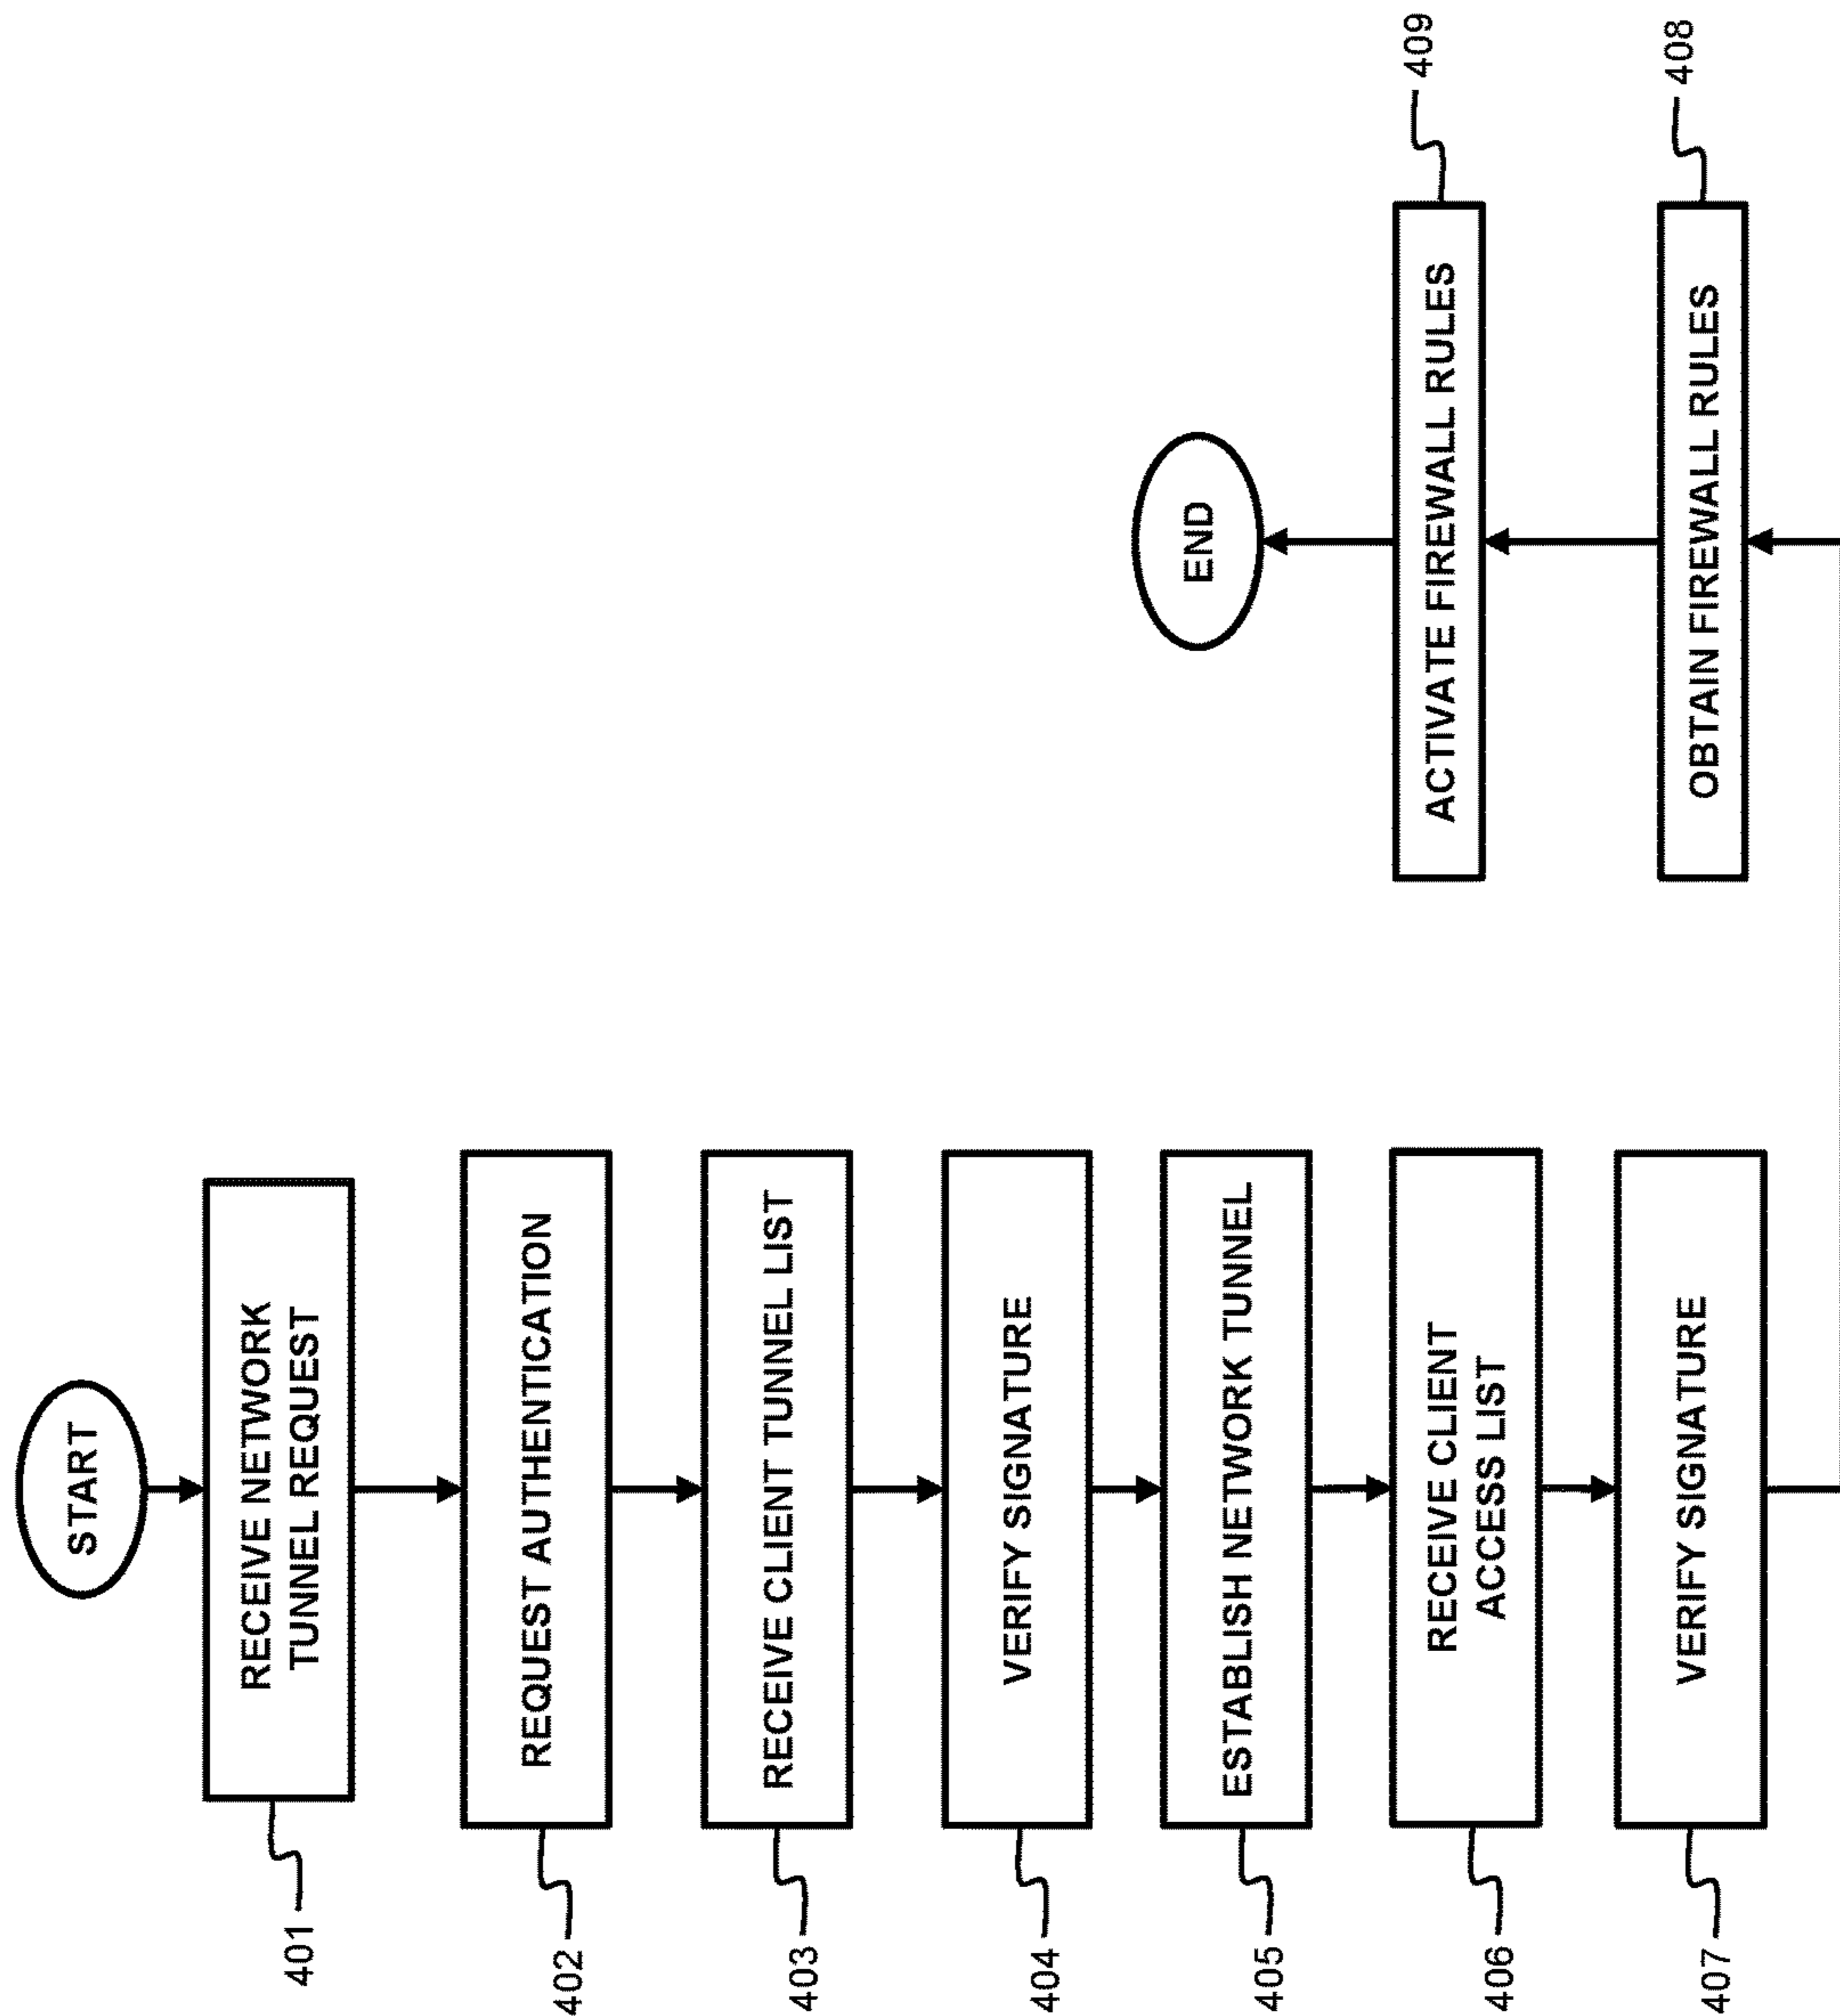 START
RECEIVE NETWORK
TUNNEL REQUEST
401
REQUEST AUTHENTICATION
402
RECEIVE CLIENT TUNNEL LIST
403
VERIFY SIGNATURE
404
ESTABLISH NETWORK TUNNEL
405
RECEIVE CLIENT
ACCESS LIST
406
VERIFY SIGNATURE
407
OBTAIN FIREWALL RULES
408
ACTIVATE FIREWALL RULES
409
END